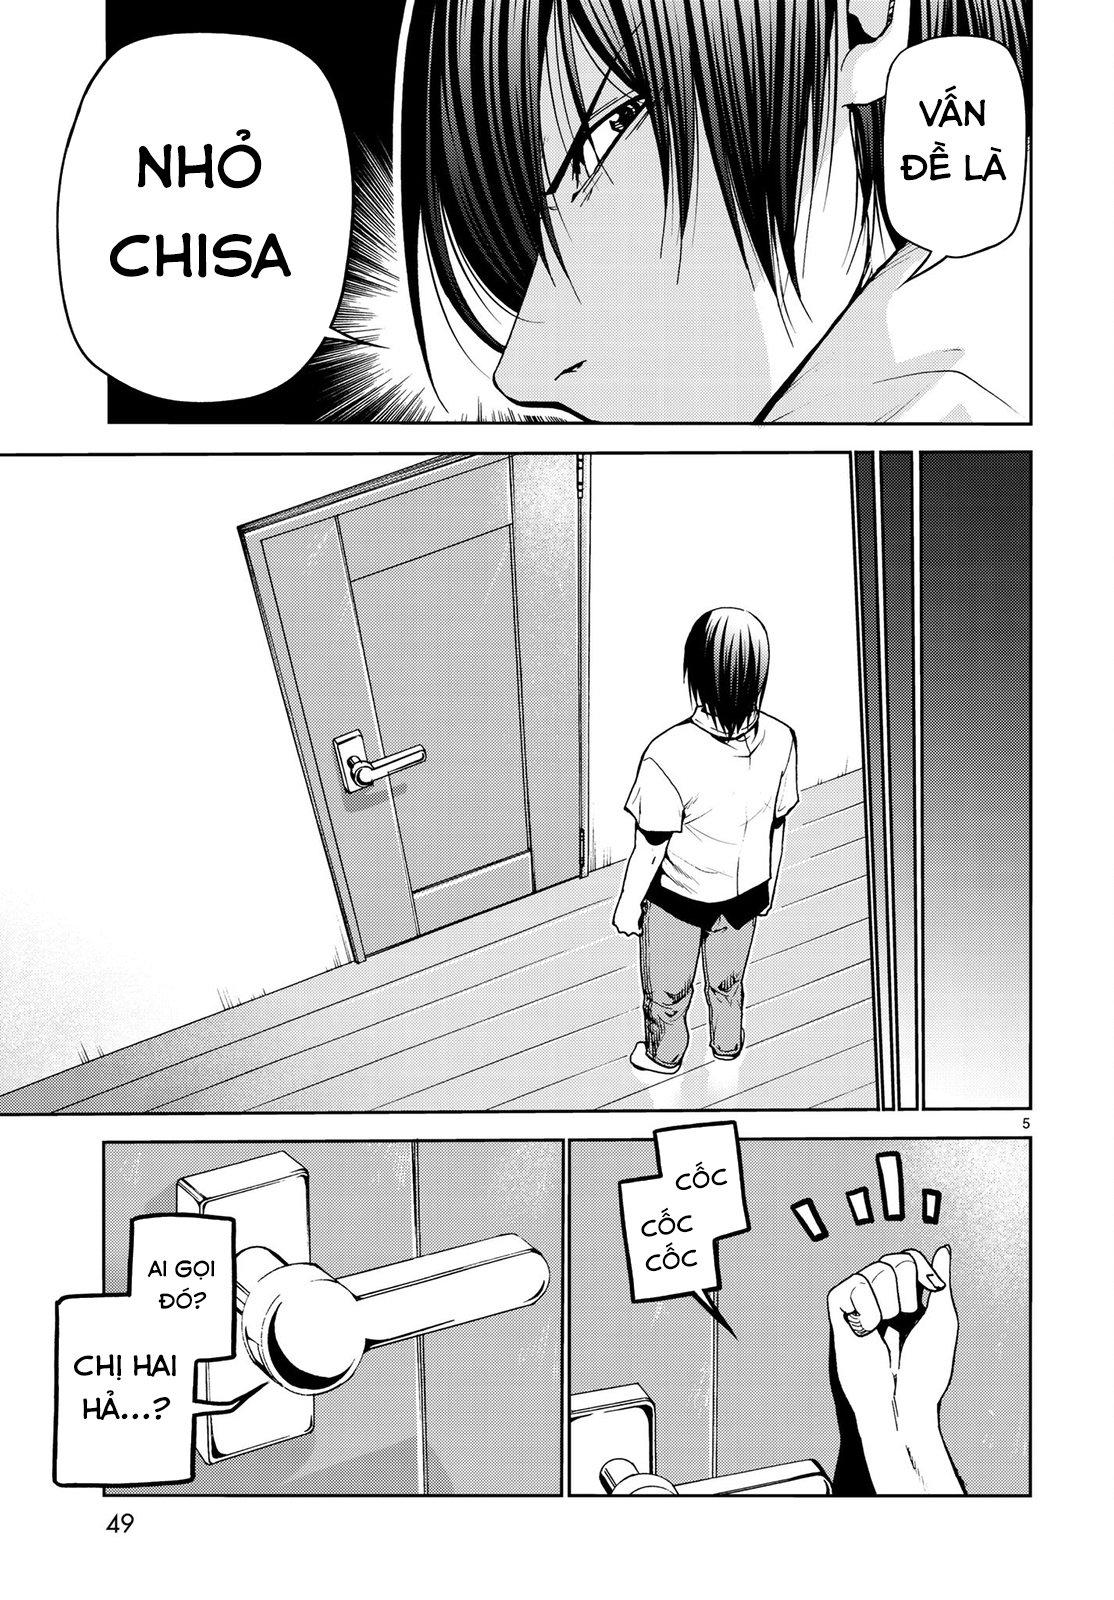 VẤN
ĐỀ LÀ
NHỎ
CHISA
5
CỐC
CỐC
CỐC
AI GỌI
ĐÓ?
CHỊ HAI
HẢ...?
49